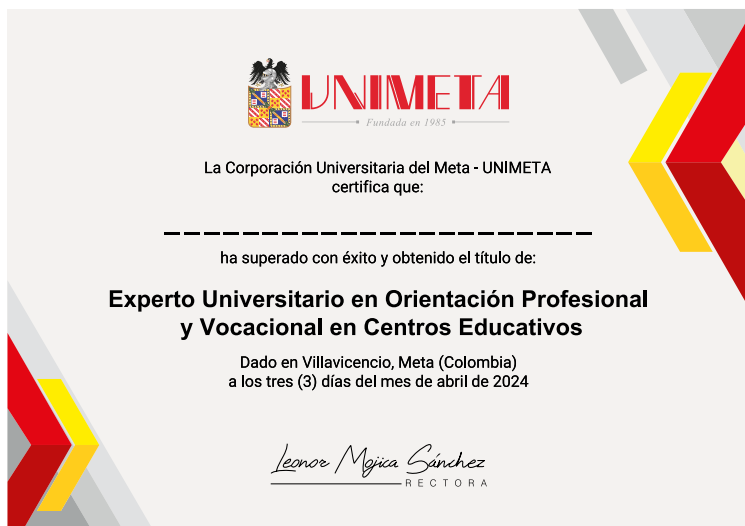 UNIMETA
Fundada en 1985
La Corporación Universitaria del Meta - UNIMETA
certifica que:
ha superado con éxito y obtenido el título de:
Experto Universitario en Orientación Profesional
y Vocacional en Centros Educativos
Dado en Villavicencio, Meta (Colombia)
a los tres (3) días del mes de abril de 2024
Leonor Mojica Sánchez
RECTORA